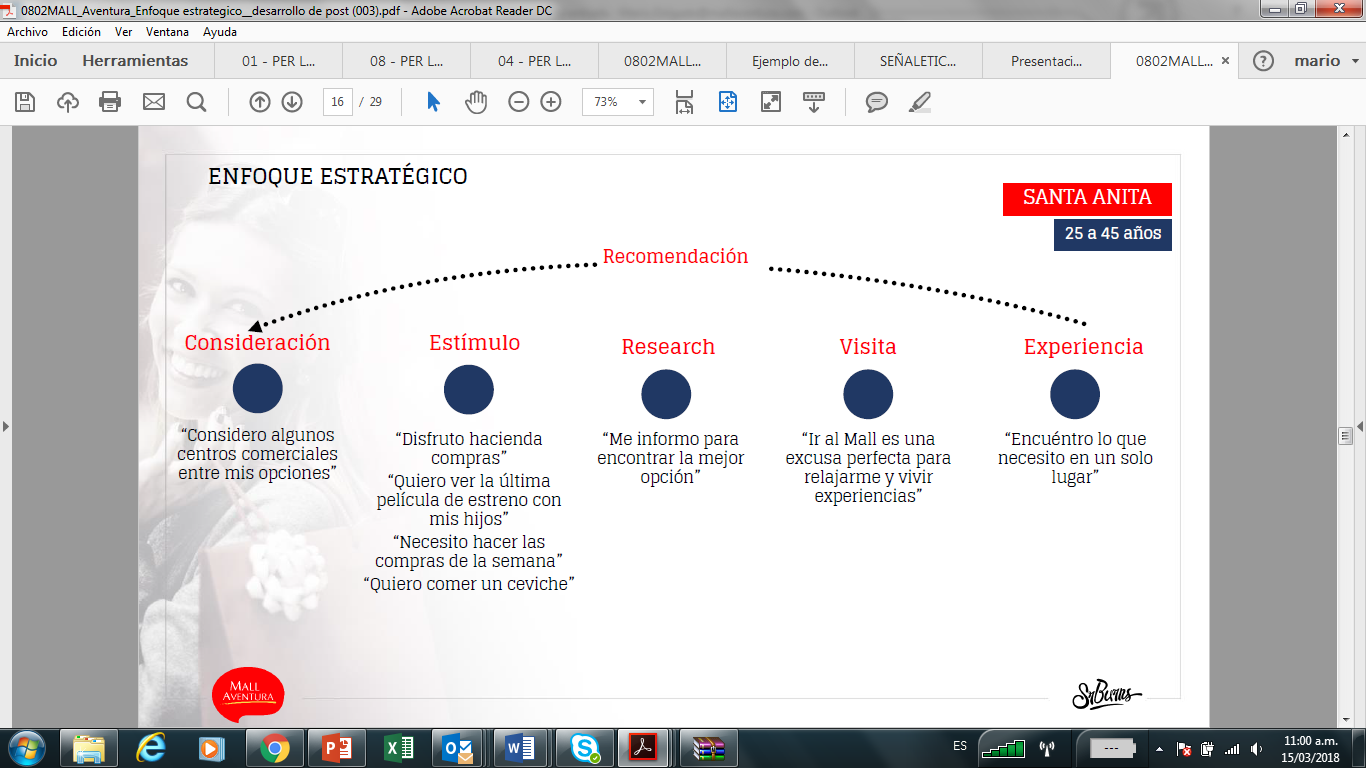 0802MALL_Aventura_Enfoque estrategico__desarrollo de post (003).pdf - Adobe Acrobat Reader DC
Archivo Edición Ver Ventana Ayuda
Inicio Herramientas 01 - PER L... 08 - PER L... 04 - PER L... 0802MALL... Ejemplo de... SEÑALETIC... Presentaci... 0802MALL... × ? mario
16 / 29 73%
ENFOQUE ESTRATÉGICO
SANTA ANITA
25 a 45 años
Recomendación
Consideración
“Considero algunos
centros comerciales
entre mis opciones”
Estímulo
“Disfruto hacienda
compras”
“Quiero ver la última
película de estreno con
mis hijos”
“Necesito hacer las
compras de la semana”
“Quiero comer un ceviche”
Research
“Me informo para
encontrar la mejor
opción”
Visita
“Ir al Mall es una
excusa perfecta para
relajarme y vivir
experiencias”
Experiencia
“Encuéntro lo que
necesito en un solo
lugar”
MALL
AVENTURA
Sr Burns
ES
---
11:00 a.m.
15/03/2018